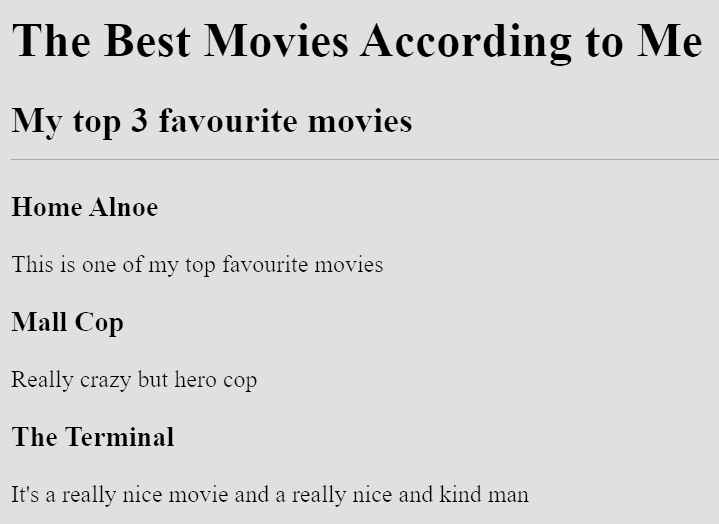 The Best Movies According to Me
My top 3 favourite movies
Home Alnoe
This is one of my top favourite movies
Mall Cop
Really crazy but hero cop
The Terminal
It's a really nice movie and a really nice and kind man